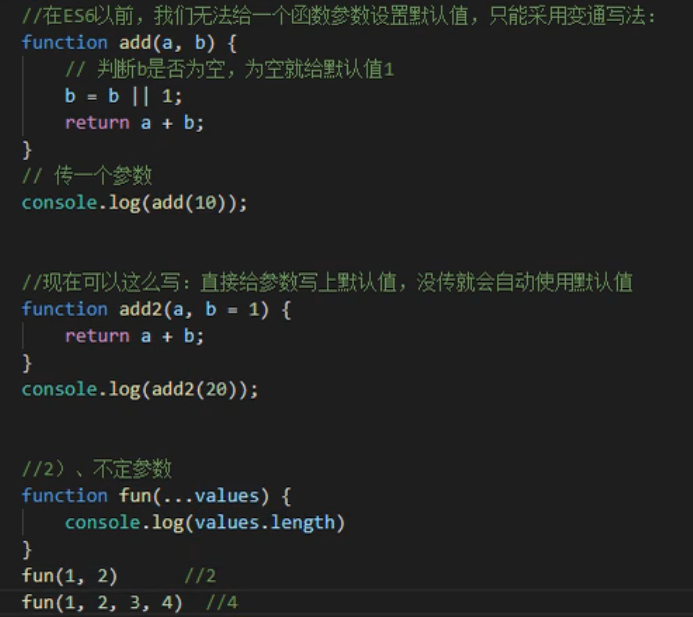 //在ES6以前，我们无法给一个函数参数设置默认值，只能采用变通写法：
function add(a, b) {
    // 判断b是否为空，为空就给默认值1
    b = b || 1;
    return a + b;
}
// 传一个参数
console.log(add(10));
//现在可以这么写：直接给参数写上默认值，没传就会自动使用默认值
function add2(a, b = 1) {
    return a + b;
}
console.log(add2(20));
//2）、不定参数
function fun(...values) {
    console.log(values.length)
}
fun(1, 2)      //2
fun(1, 2, 3, 4)  //4